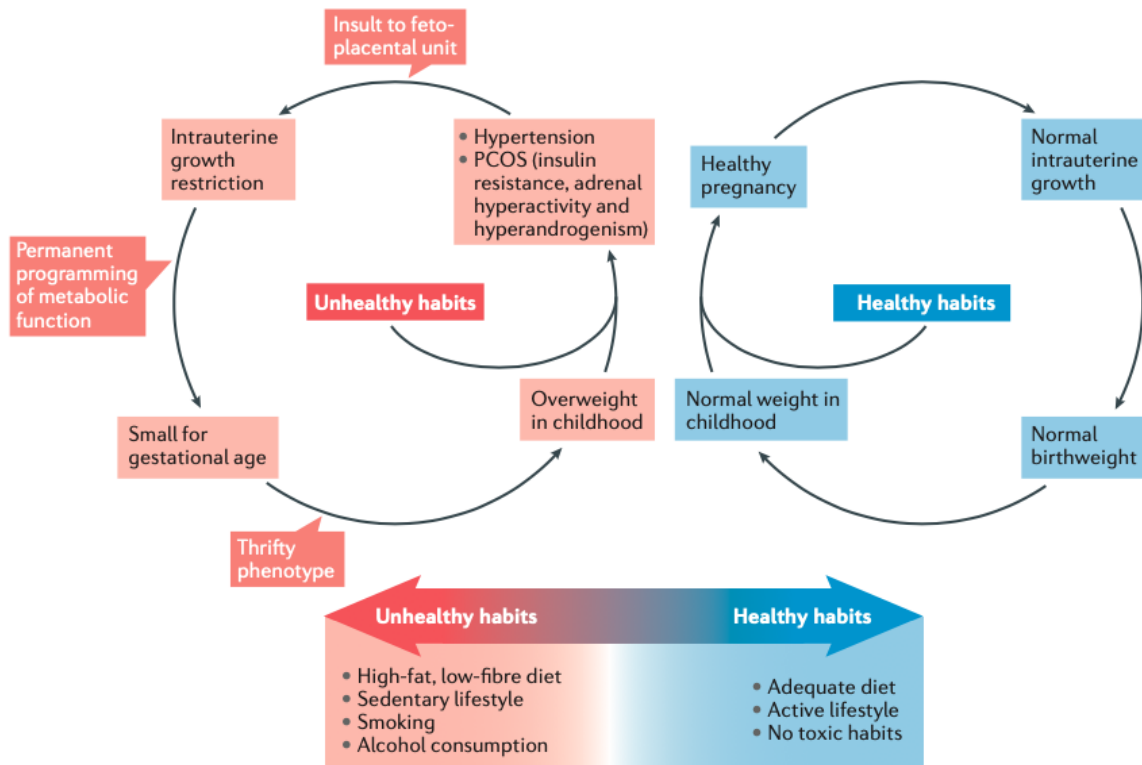 Insult to feto-
placental unit
Intrauterine
growth
restriction
• Hypertension
• PCOS (insulin
resistance, adrenal
hyperactivity and
hyperandrogenism)
Healthy
pregnancy
Normal
intrauterine
growth
Permanent
programming
of metabolic
function
Unhealthy habits
Healthy habits
Overweight
in childhood
Normal weight in
childhood
Small for
gestational age
Normal
birthweight
Thrifty
phenotype
Unhealthy habits
Healthy habits
• High-fat, low-fibre diet
• Sedentary lifestyle
• Smoking
• Alcohol consumption
• Adequate diet
• Active lifestyle
• No toxic habits